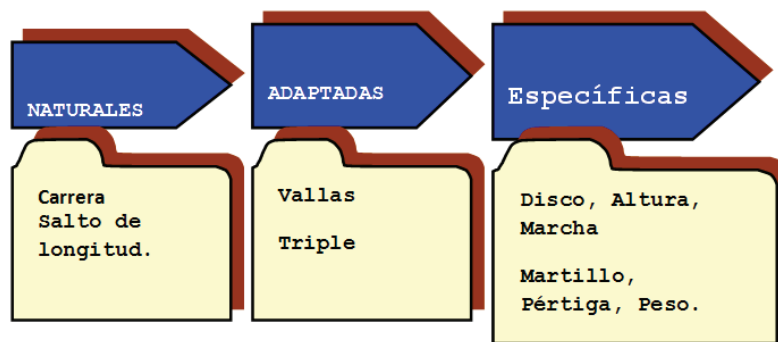 NATURALES
Carrera
Salto de
longitud.
ADAPTADAS
Vallas
Triple
Específicas
Disco, Altura,
Marcha
Martillo,
Pértiga, Peso.